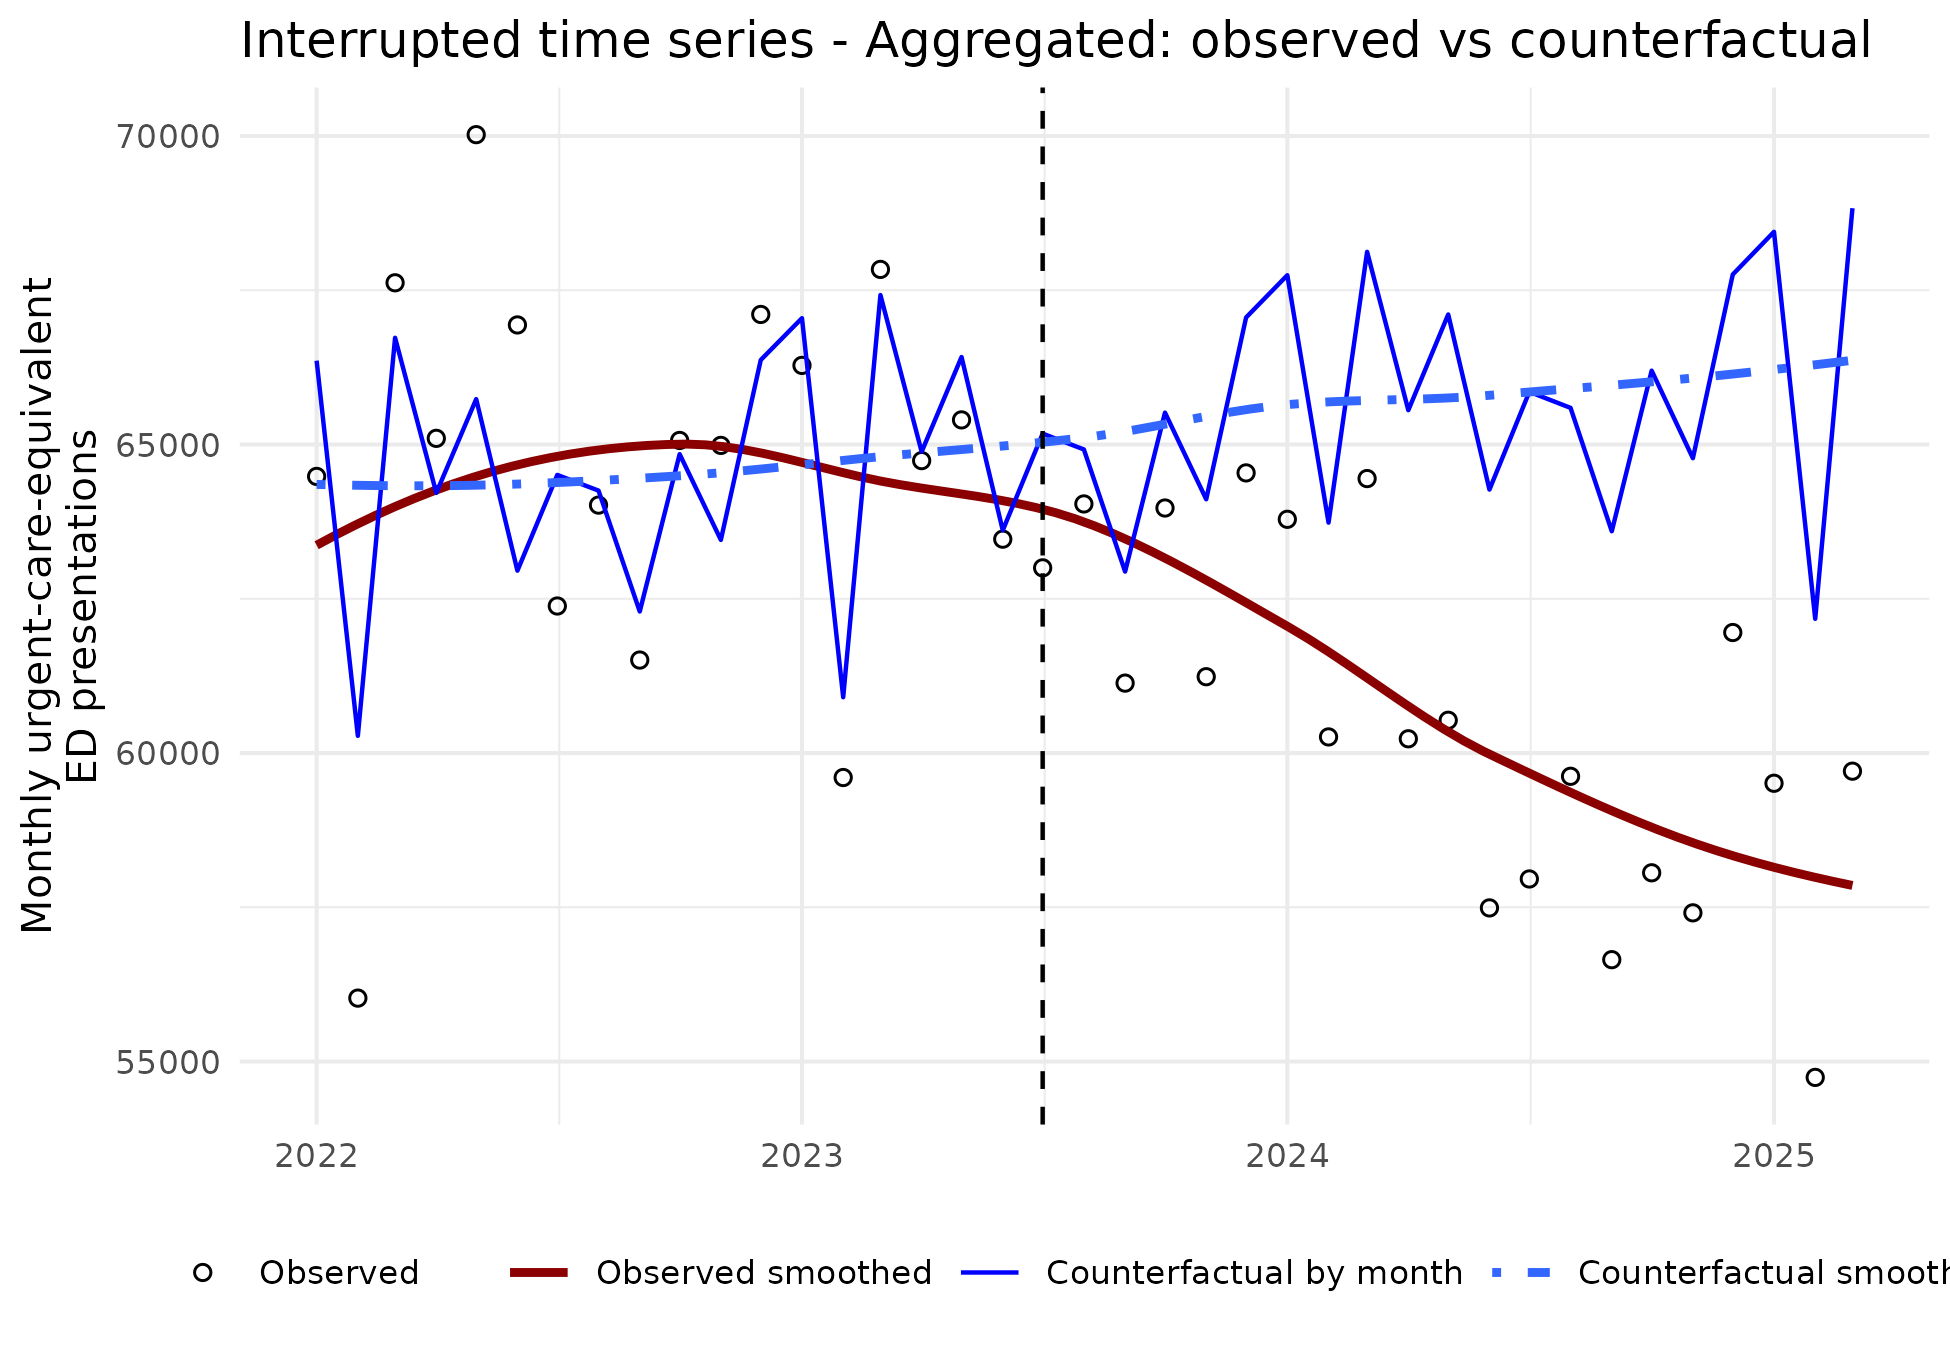 Interrupted time series - Aggregated: observed vs counterfactual
Monthly urgent-care-equivalent
ED presentations
70000
65000
60000
55000
2022
2023
2024
2025
Observed
Observed smoothed
Counterfactual by month
Counterfactual smooth